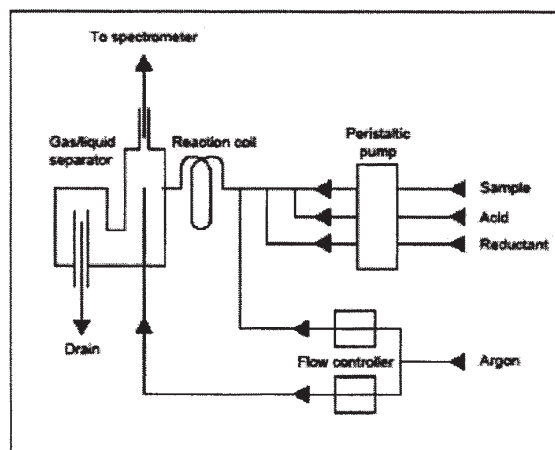 To spectrometer
Gas/liquid
separator
Reaction coil
Peristaltic
pump
Sample
Acid
Reductant
Drain
Flow controller
Argon